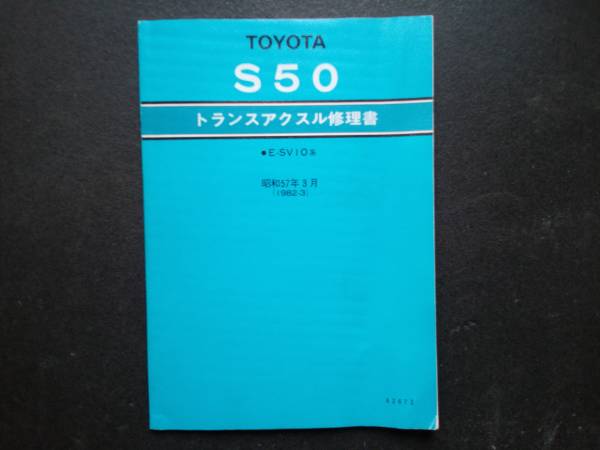 TOYOTA
S50
トランスアクスル修理書
●E-SV10系
昭和57年3月
(1982-3)
62671